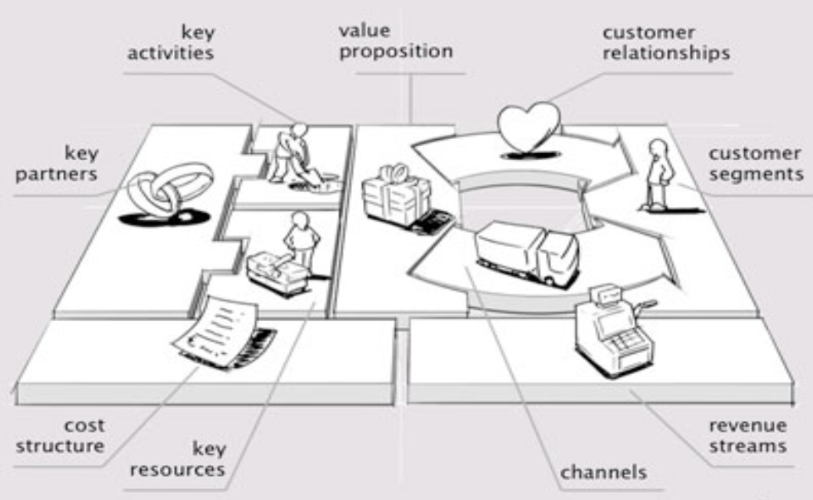 key
activities
value
proposition
customer
relationships
key
partners
customer
segments
cost
structure
key
resources
channels
revenue
streams